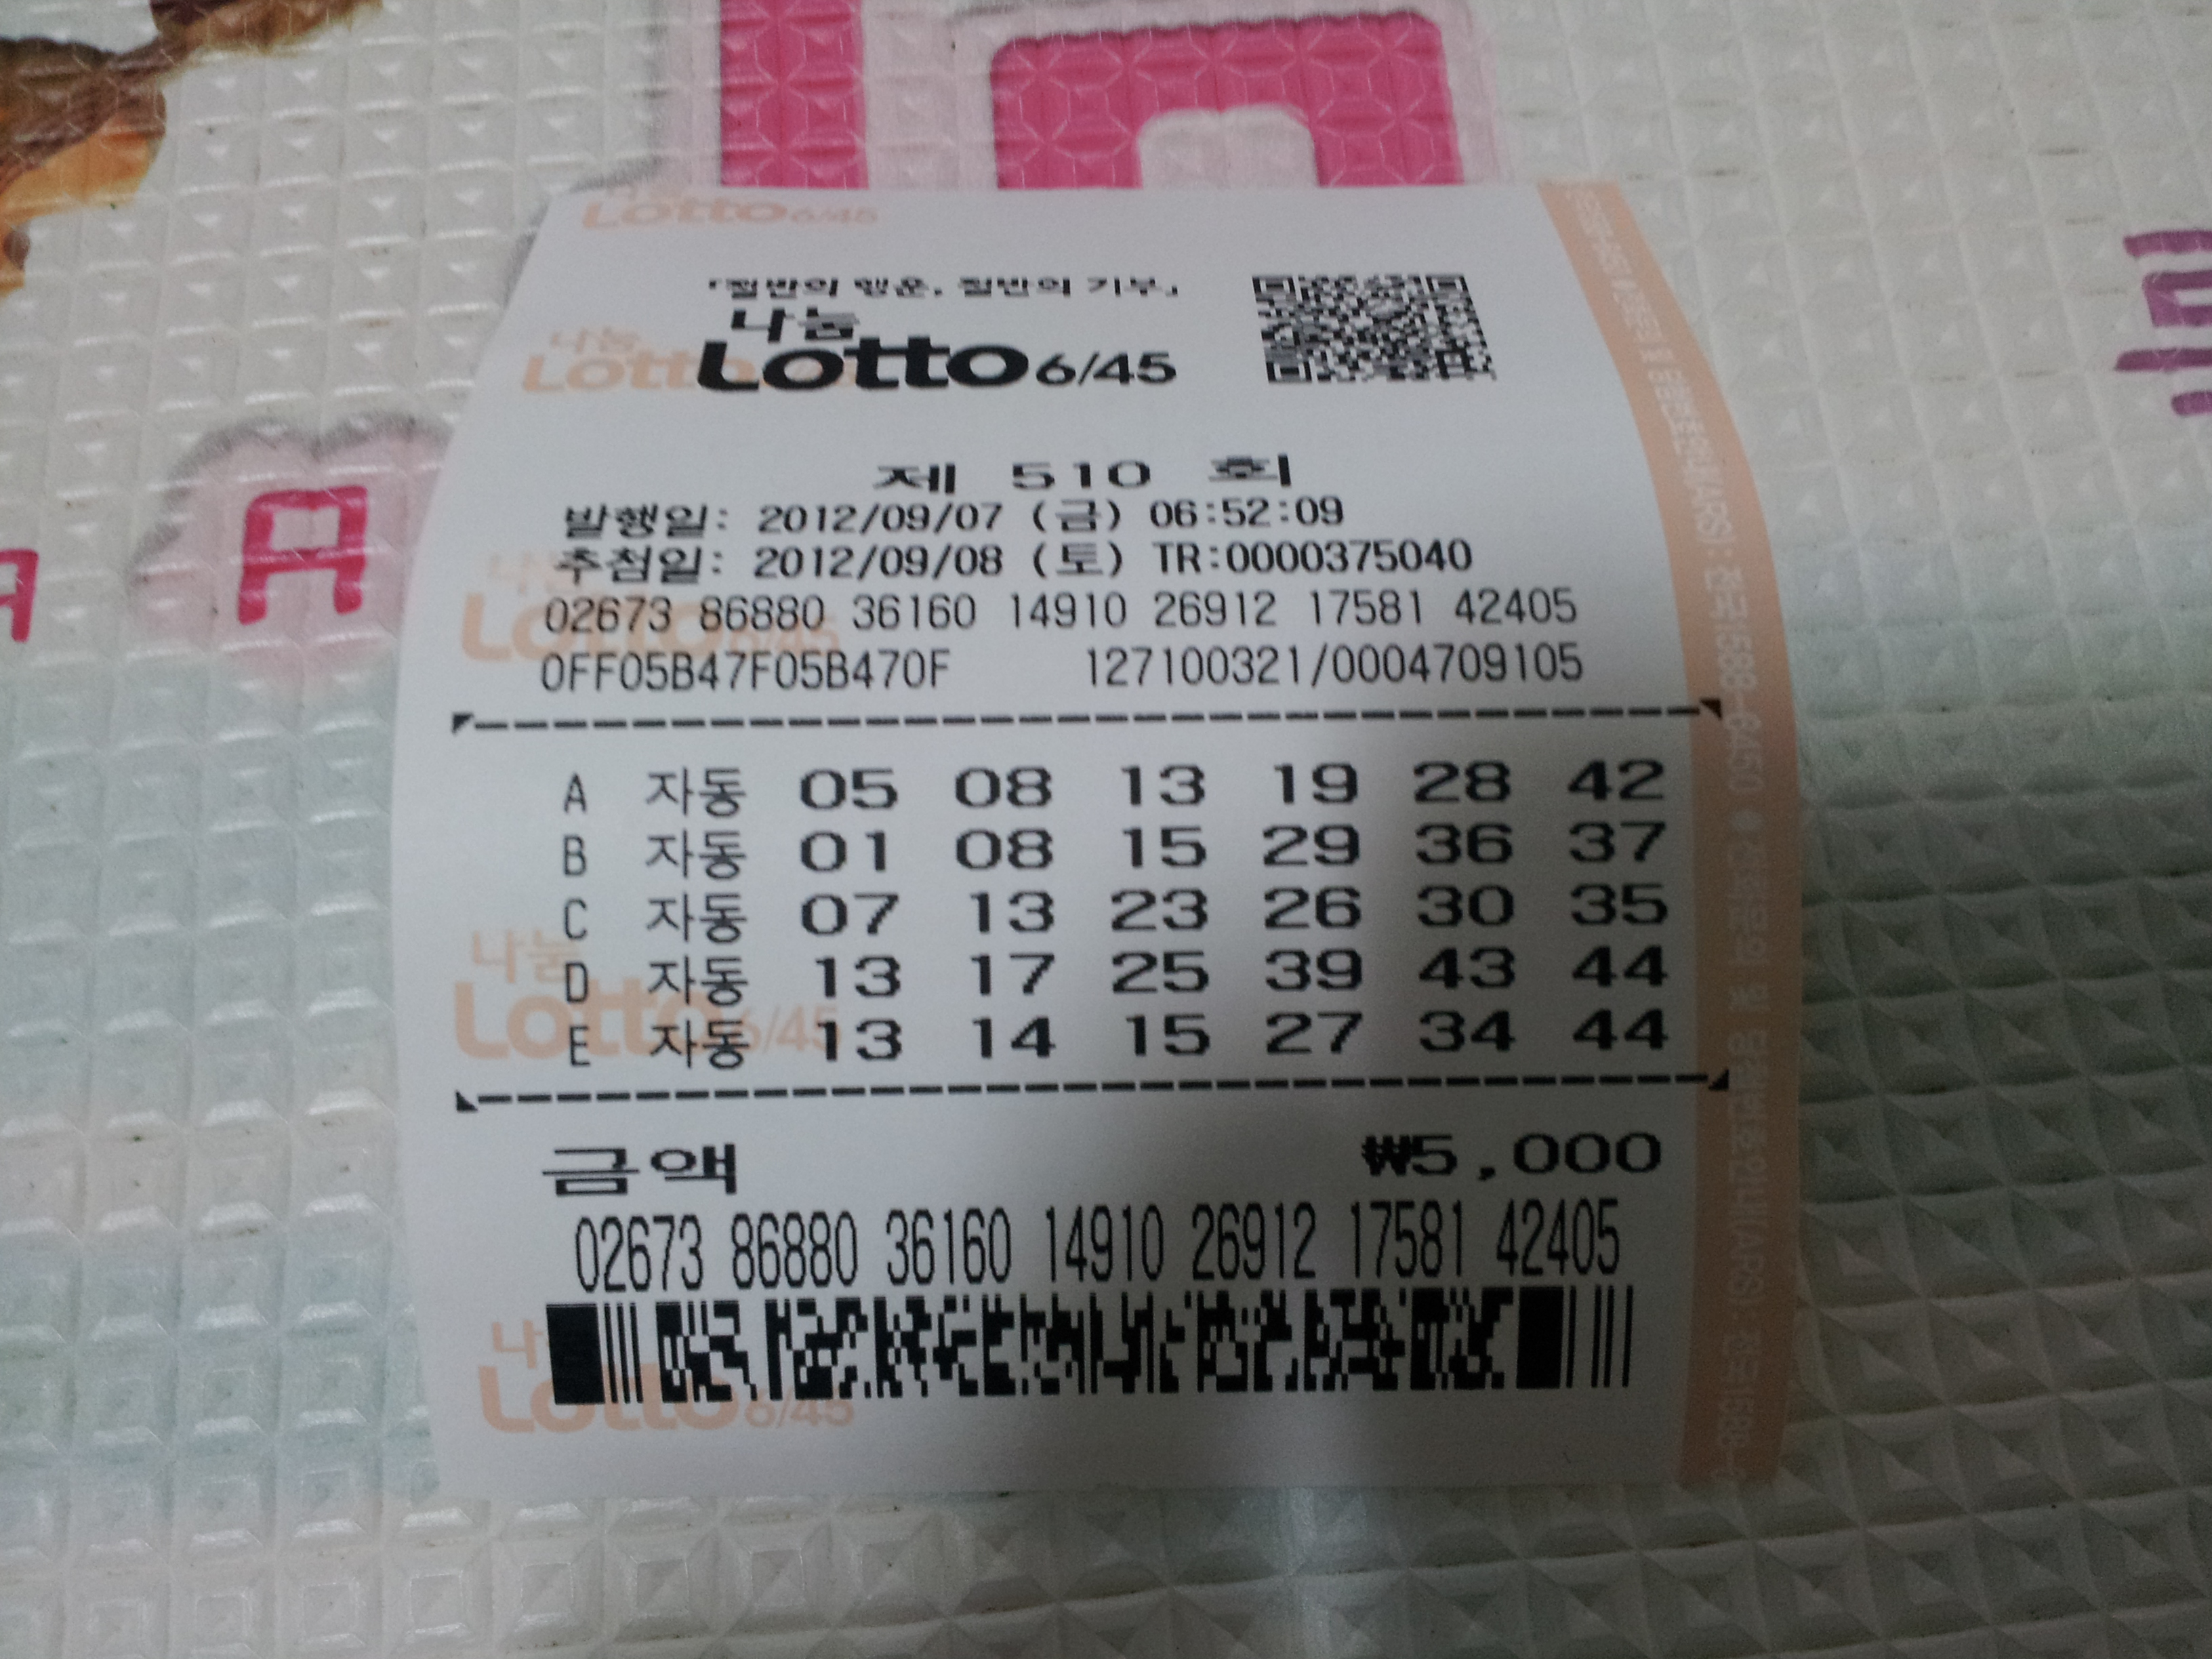 「절반의 행운, 절반의 기부」
나눔
Lotto 6/45
제 510 회
발행일: 2012/09/07 (금) 06:52:09
추첨일: 2012/09/08 (토) TR:0000375040
02673 86880 36160 14910 26912 17581 42405
0FF05B47F05B470F 127100321/0004709105
A 자동 05 08 13 19 28 42
B 자동 01 08 15 29 36 37
C 자동 07 13 23 26 30 35
D 자동 13 17 25 39 43 44
E 자동 13 14 15 27 34 44
금액 ₩5,000
02673 86880 36160 14910 26912 17581 42405